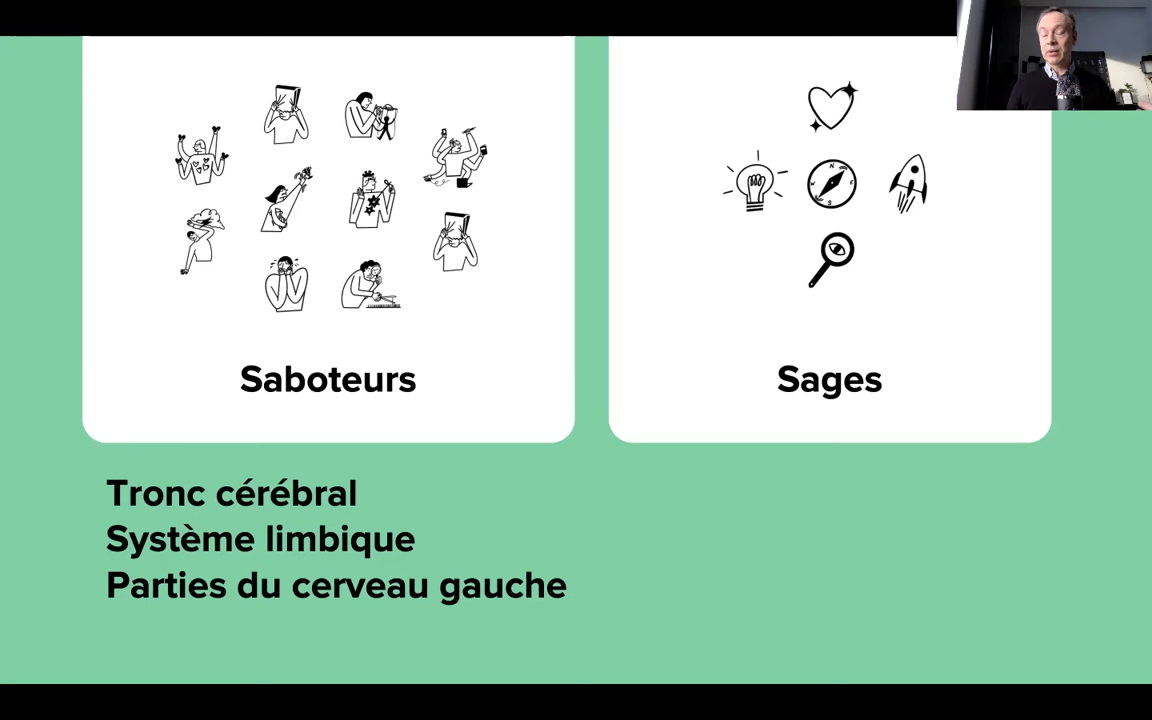 Saboteurs
Sages
Tronc cérébral
Système limbique
Parties du cerveau gauche